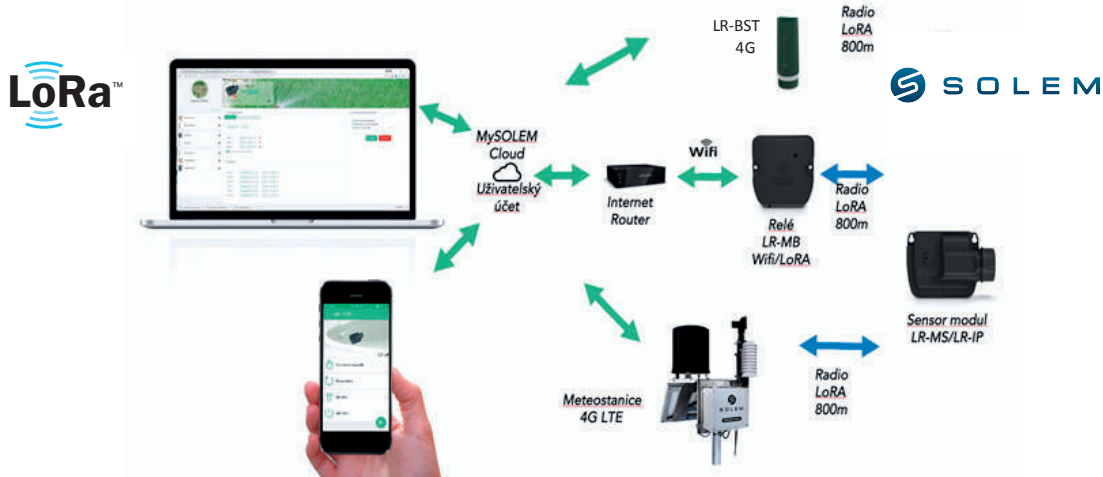 LR-BST
4G
Radio
LoRA
800m
LoRa™
SOLEM
MySOLEM
Cloud
Uživatelský
účet
Internet
Router
Wifi
Relé
LR-MB
Wifi/LoRA
Radio
LoRA
800m
Sensor modul
LR-MS/LR-IP
Meteostanice
4G LTE
SOLEM
Radio
LoRA
800m